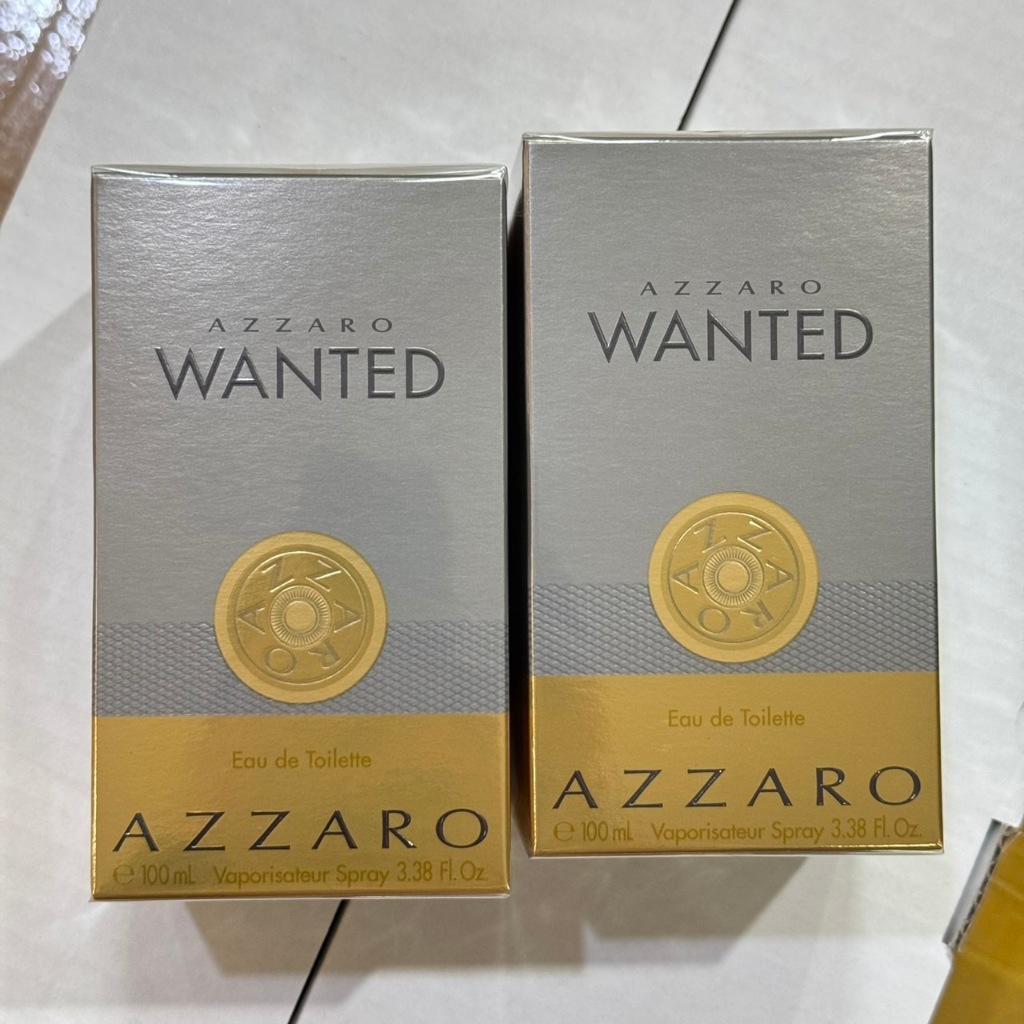 AZZARO
WANTED
AZZARO
Eau de Toilette
AZZARO
℮ 100 mL Vaporisateur Spray 3.38 Fl. Oz.
AZZARO
WANTED
AZZARO
Eau de Toilette
AZZARO
℮ 100 mL Vaporisateur Spray 3.38 Fl. Oz.